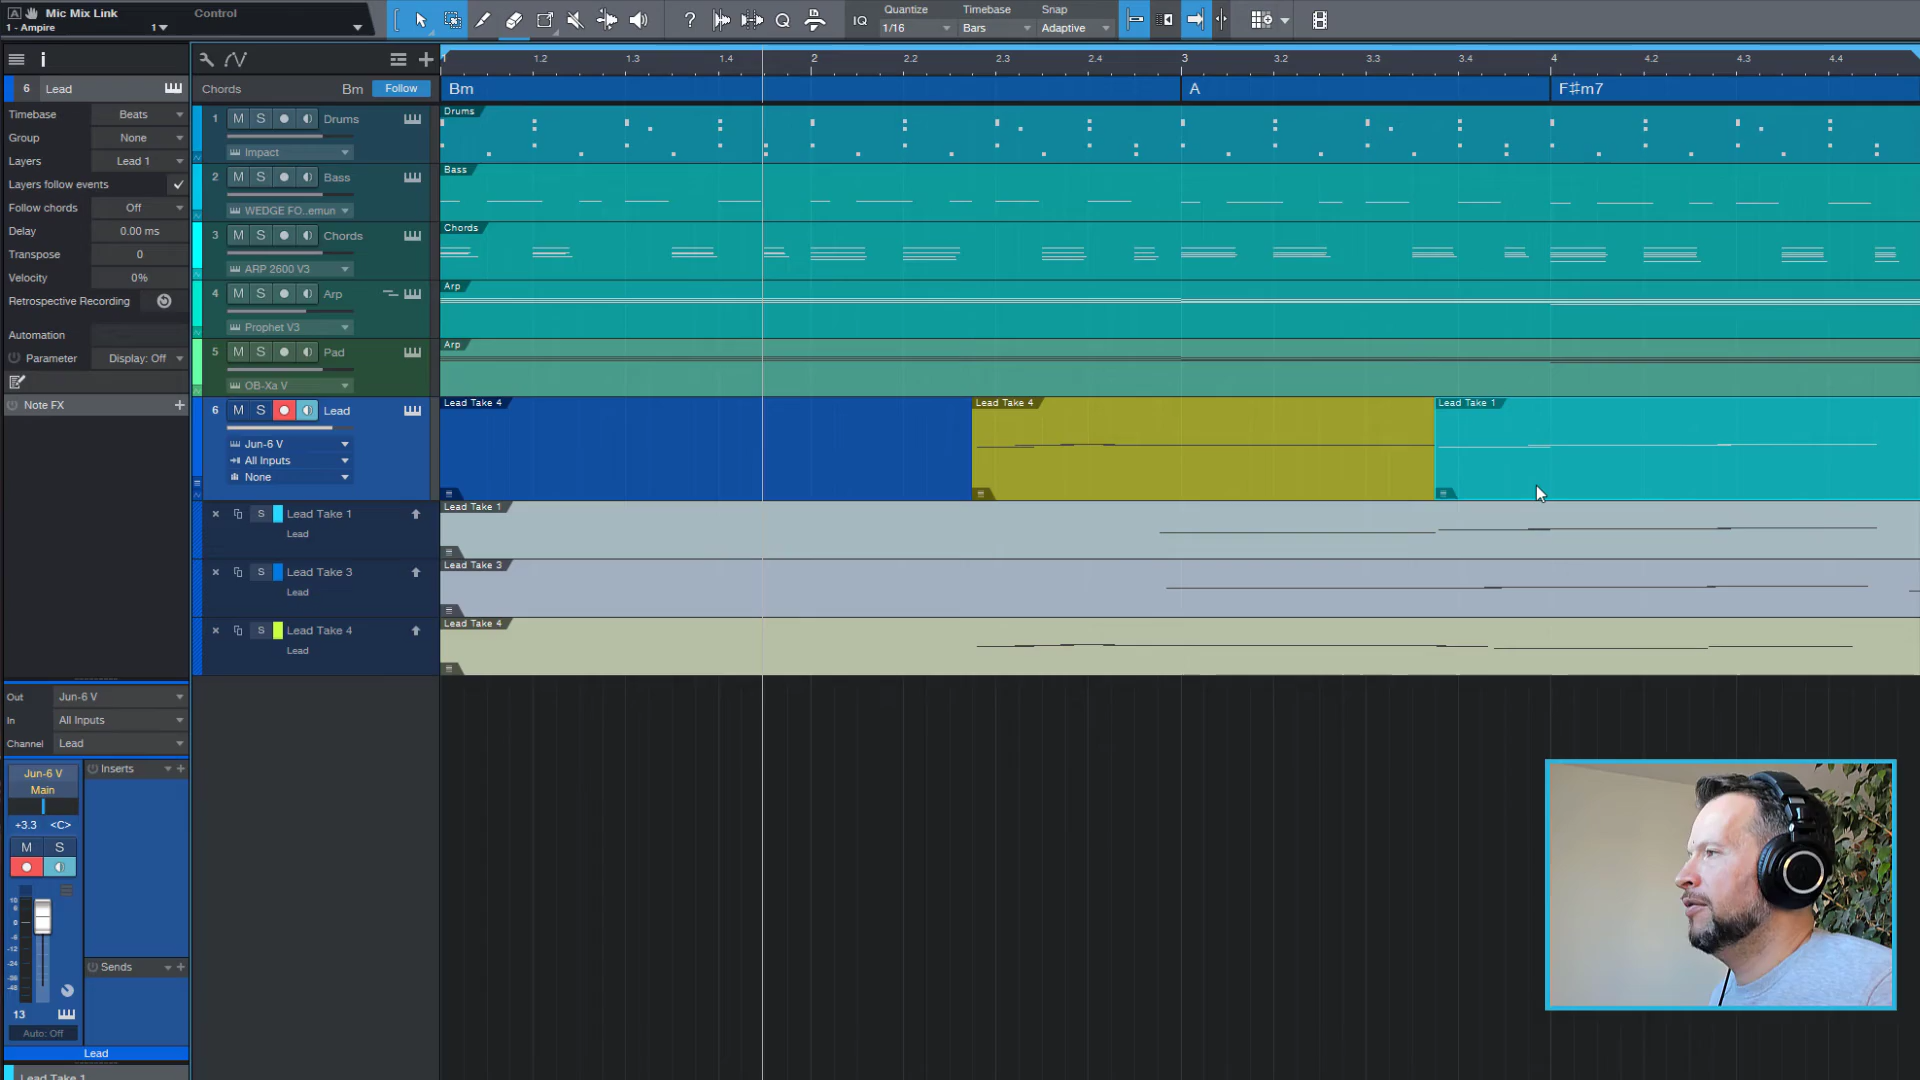 Mic Mix Link Control
1 - Ampire 1
IQ Quantize Timebase Snap
1/16 Bars Adaptive
1.2 1.3 1.4 2 2.2 2.3 2.4 3 3.2 3.3 3.4 4 4.2 4.3 4.4
6 Lead
Chords Bm Follow
Bm A F#m7
Timebase Beats
Group None
Layers Lead 1
Layers follow events
Follow chords Off
Delay 0.00 ms
Transpose 0
Velocity 0%
Retrospective Recording
Automation
Parameter Display: Off
Note FX
1 M S Drums
Impact
Drums
2 M S Bass
WEDGE FO..emun
Bass
3 M S Chords
ARP 2600 V3
Chords
4 M S Arp
Prophet V3
Arp
5 M S Pad
OB-Xa V
Arp
6 M S Lead
Jun-6 V
All Inputs
None
Lead Take 4 Lead Take 4 Lead Take 1
S Lead Take 1
Lead
Lead Take 1
S Lead Take 3
Lead
Lead Take 3
S Lead Take 4
Lead
Lead Take 4
Out Jun-6 V
In All Inputs
Channel Lead
Jun-6 V
Main
Inserts
+3.3 <C>
M S
Sends
13
Auto: Off
Lead
Lead Take 1